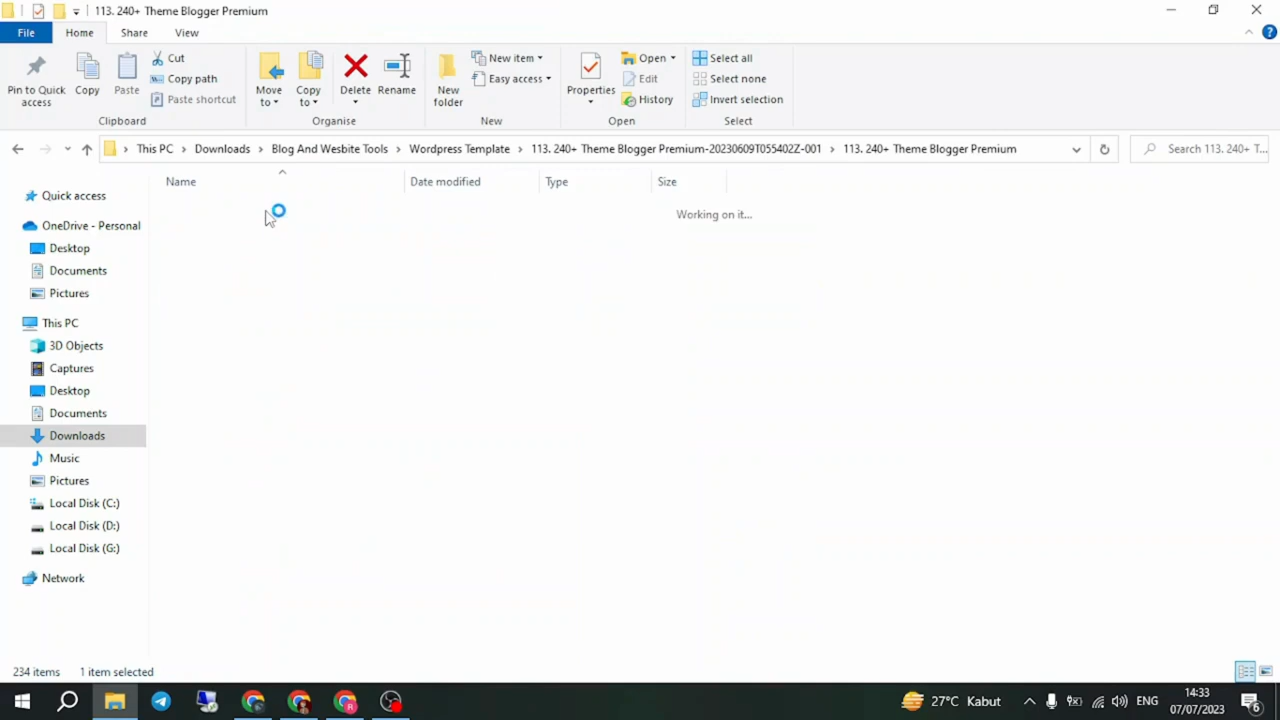 113. 240+ Theme Blogger Premium
File Home Share View
Pin to Quick access
Copy
Paste
Cut
Copy path
Paste shortcut
Move to
Copy to
Delete
Rename
New folder
New item
Easy access
Properties
Open
Edit
History
Select all
Select none
Invert selection
Clipboard Organise New Open Select
This PC Downloads Blog And Wesbite Tools Wordpress Template 113. 240+ Theme Blogger Premium-20230609T055402Z-001 113. 240+ Theme Blogger Premium
Search 113. 240+ T...
Name Date modified Type Size
Working on it...
Quick access
OneDrive - Personal
Desktop
Documents
Pictures
This PC
3D Objects
Captures
Desktop
Documents
Downloads
Music
Pictures
Local Disk (C:)
Local Disk (D:)
Local Disk (G:)
Network
234 items 1 item selected
27°C Kabut
ENG
14:33
07/07/2023
6